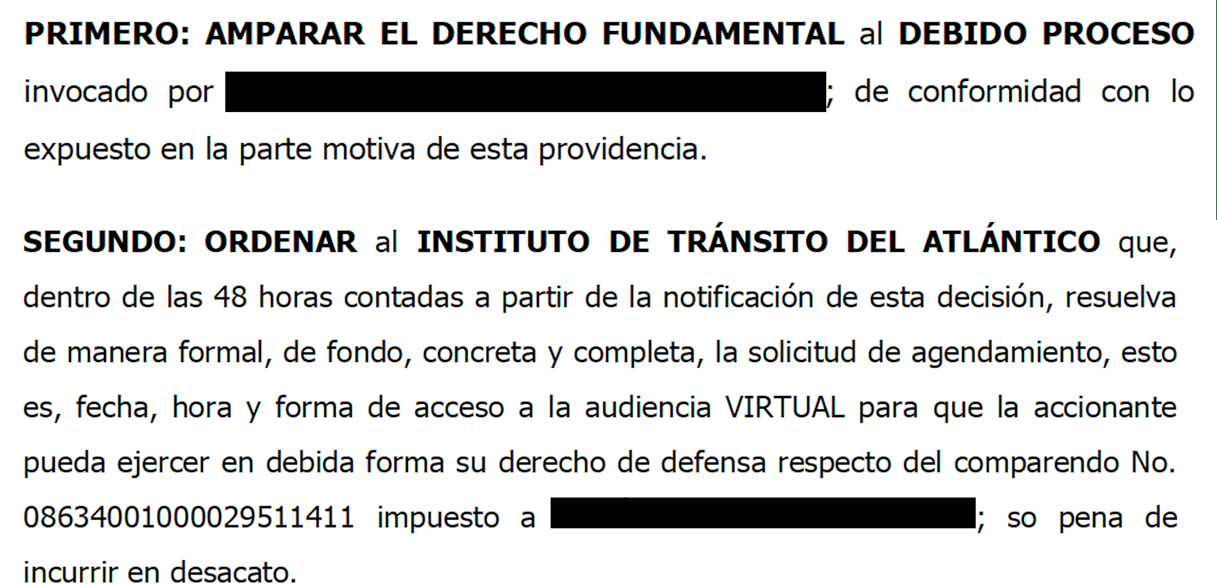 PRIMERO: AMPARAR EL DERECHO FUNDAMENTAL al DEBIDO PROCESO
invocado por ; de conformidad con lo
expuesto en la parte motiva de esta providencia.
SEGUNDO: ORDENAR al INSTITUTO DE TRÁNSITO DEL ATLÁNTICO que,
dentro de las 48 horas contadas a partir de la notificación de esta decisión, resuelva
de manera formal, de fondo, concreta y completa, la solicitud de agendamiento, esto
es, fecha, hora y forma de acceso a la audiencia VIRTUAL para que la accionante
pueda ejercer en debida forma su derecho de defensa respecto del comparendo No.
08634001000029511411 impuesto a ; so pena de
incurrir en desacato.